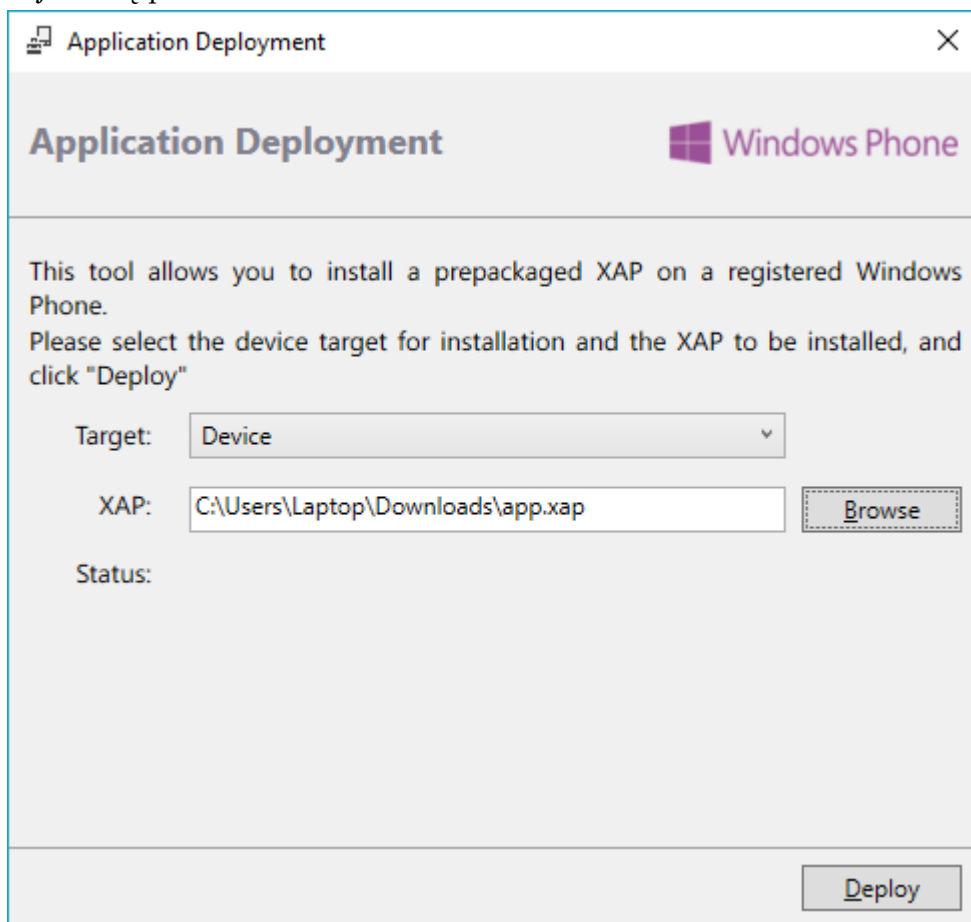 Application Deployment
Application Deployment
Windows Phone
This tool allows you to install a prepackaged XAP on a registered Windows
Phone.
Please select the device target for installation and the XAP to be installed, and
click "Deploy"
Target: Device
XAP: C:\Users\Laptop\Downloads\app.xap Browse
Status:
Deploy